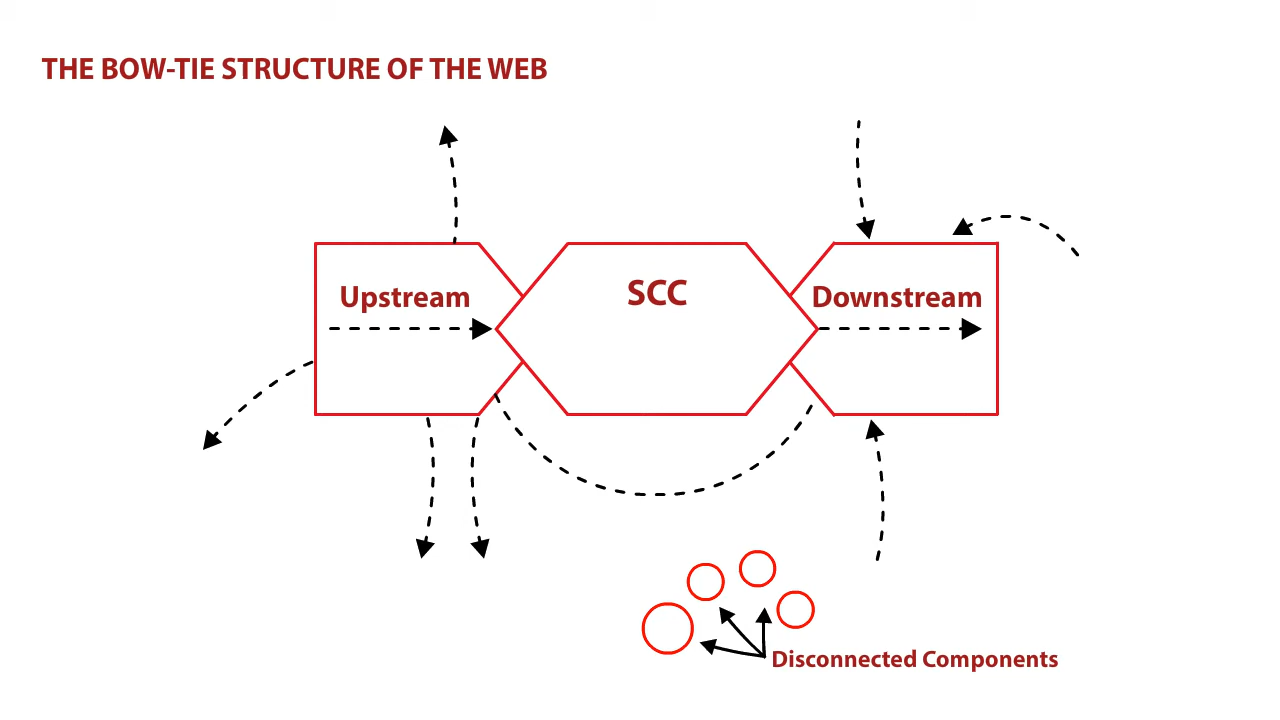 THE BOW-TIE STRUCTURE OF THE WEB
Upstream
SCC
Downstream
Disconnected Components